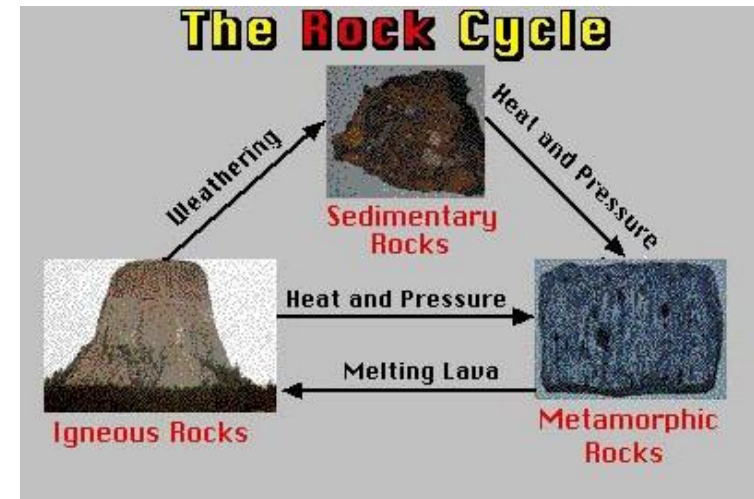 The Rock Cycle
Weathering
Heat and Pressure
Sedimentary
Rocks
Heat and Pressure
Melting Lava
Igneous Rocks
Metamorphic
Rocks